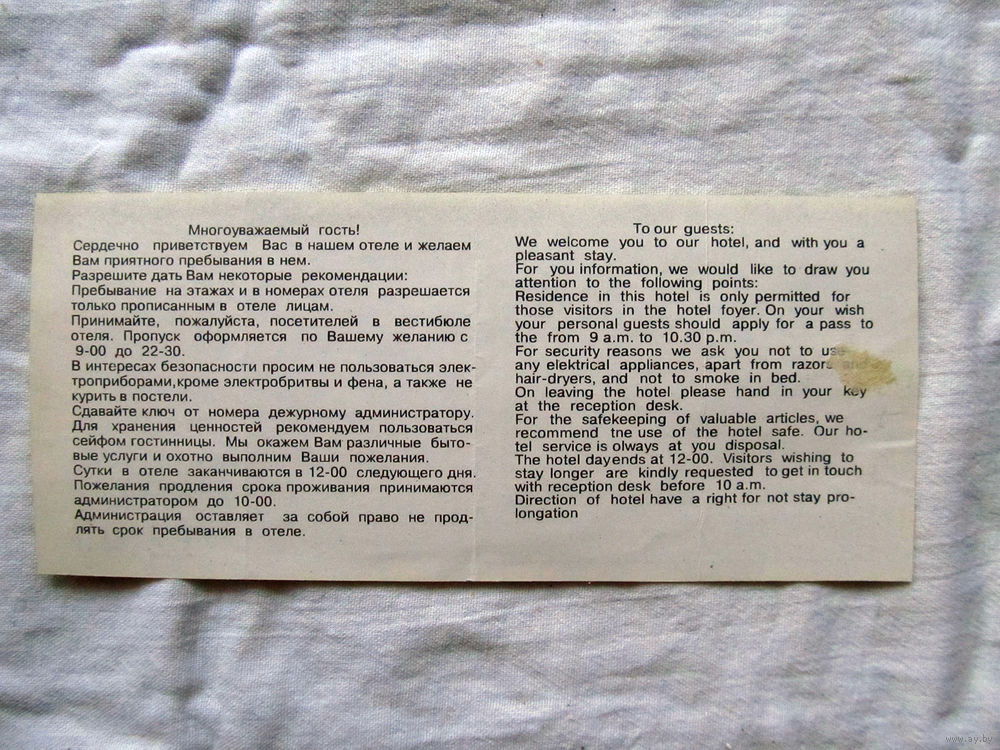 Многоуважаемый гость!
Сердечно приветствуем Вас в нашем отеле и желаем
Вам приятного пребывания в нем.
Разрешите дать Вам некоторые рекомендации:
Пребывание на этажах и в номерах отеля разрешается
только прописанным в отеле лицам.
Принимайте, пожалуйста, посетителей в вестибюле
отеля. Пропуск оформляется по Вашему желанию с
9-00 до 22-30.
В интересах безопасности просим не пользоваться элек-
троприборами,кроме электробритвы и фена, а также не
курить в постели.
Сдавайте ключ от номера дежурному администратору.
Для хранения ценностей рекомендуем пользоваться
сейфом гостинницы. Мы окажем Вам различные быто-
вые услуги и охотно выполним Ваши пожелания.
Сутки в отеле заканчиваются в 12-00 следующего дня.
Пожелания продления срока проживания принимаются
администратором до 10-00.
Администрация оставляет за собой право не прод-
лять срок пребывания в отеле.
To our guests:
We welcome you to our hotel, and with you a
pleasant stay.
For you information, we would like to draw you
attention to the following points:
Residence in this hotel is only permitted for
those visitors in the hotel foyer. On your wish
your personal guests should apply for a pass to
the from 9 a.m. to 10.30 p.m.
For security reasons we ask you not to use
any elektrical appliances, apart from razors and
hair-dryers, and not to smoke in bed.
On leaving the hotel please hand in your key
at the reception desk.
For the safekeeping of valuable articles, we
recommend tne use of the hotel safe. Our ho-
tel service is olways at you disposal.
The hotel dayends at 12-00. Visitors wishing to
stay longer are kindly requested to get in touch
with reception desk before 10 a.m.
Direction of hotel have a right for not stay pro-
longation
www.ay.by